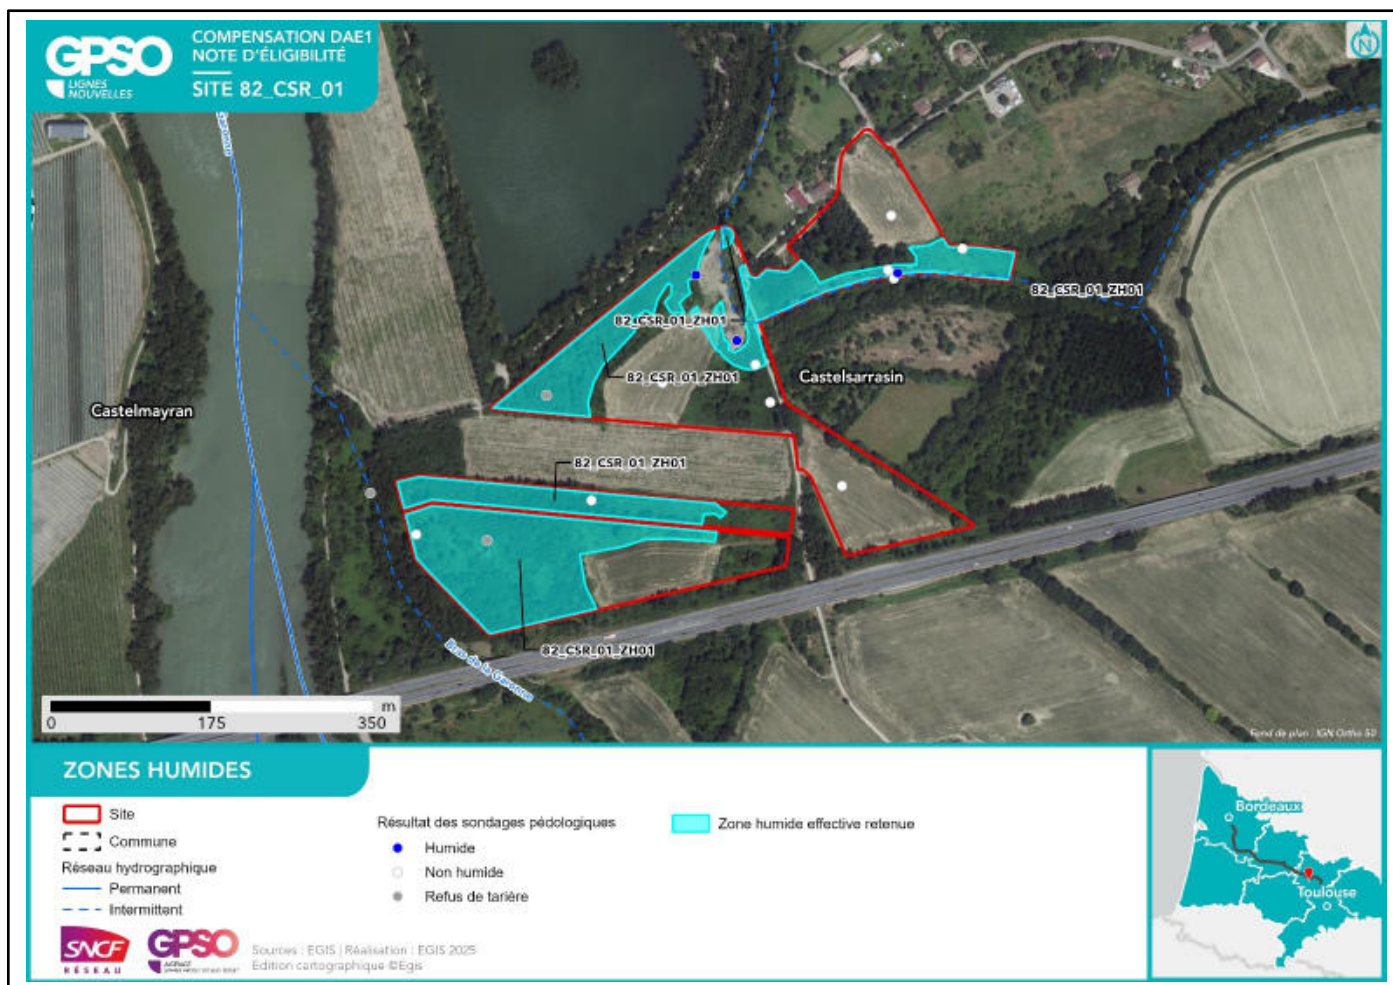 GPSO
LIGNES
NOUVELLES
COMPENSATION DAE1
NOTE D'ÉLIGIBILITÉ
SITE 82_CSR_01
N
82_CSR_01_ZH01
82_CSR_01_ZH01
82_CSR_01_ZH01
Castelsarrasin
Castelmayran
82_CSR_01_ZH01
82_CSR_01_ZH01
Bras de la Garonne
m
0 175 350
Fond de plan : IGN Ortho 50
ZONES HUMIDES
Site
Commune
Réseau hydrographique
Permanent
Intermittent
Résultat des sondages pédologiques
Humide
Non humide
Refus de tarière
Zone humide effective retenue
Bordeaux
Toulouse
SNCF
RÉSEAU
GPSO
Sources : EGIS | Réalisation : EGIS 2025
Edition cartographique ©Egis